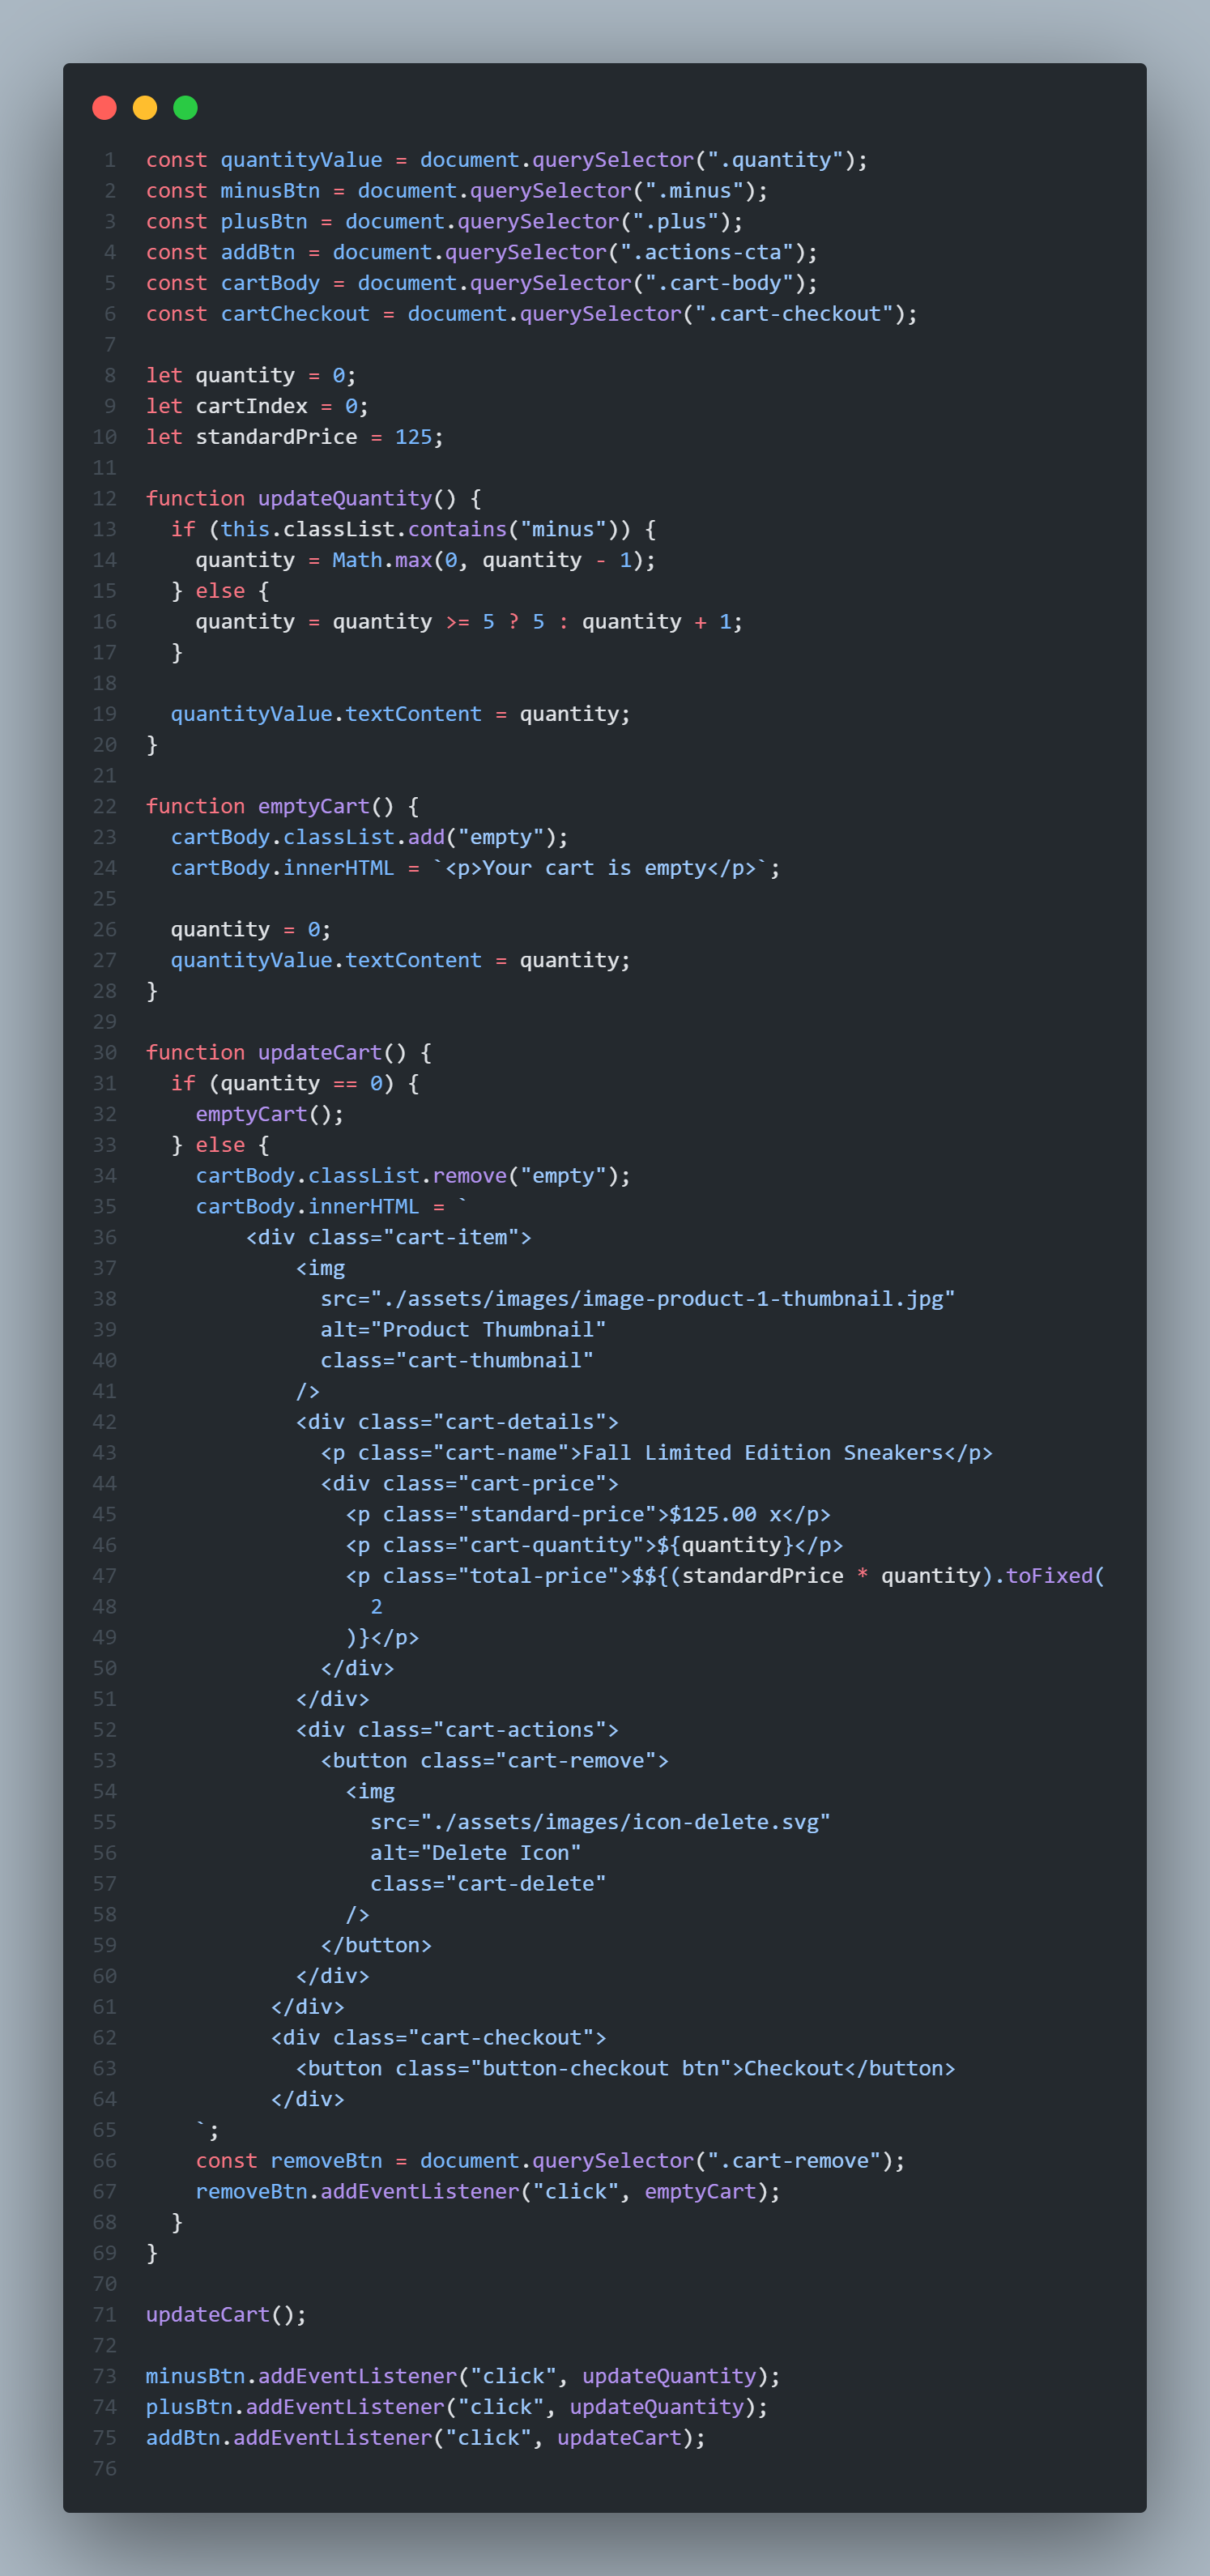 1 const quantityValue = document.querySelector(".quantity");
2 const minusBtn = document.querySelector(".minus");
3 const plusBtn = document.querySelector(".plus");
4 const addBtn = document.querySelector(".actions-cta");
5 const cartBody = document.querySelector(".cart-body");
6 const cartCheckout = document.querySelector(".cart-checkout");
7
8 let quantity = 0;
9 let cartIndex = 0;
10 let standardPrice = 125;
11
12 function updateQuantity() {
13   if (this.classList.contains("minus")) {
14     quantity = Math.max(0, quantity - 1);
15   } else {
16     quantity = quantity >= 5 ? 5 : quantity + 1;
17   }
18
19   quantityValue.textContent = quantity;
20 }
21
22 function emptyCart() {
23   cartBody.classList.add("empty");
24   cartBody.innerHTML = `<p>Your cart is empty</p>`;
25
26   quantity = 0;
27   quantityValue.textContent = quantity;
28 }
29
30 function updateCart() {
31   if (quantity == 0) {
32     emptyCart();
33   } else {
34     cartBody.classList.remove("empty");
35     cartBody.innerHTML = `
36         <div class="cart-item">
37             <img
38               src="./assets/images/image-product-1-thumbnail.jpg"
39               alt="Product Thumbnail"
40               class="cart-thumbnail"
41             />
42             <div class="cart-details">
43               <p class="cart-name">Fall Limited Edition Sneakers</p>
44               <div class="cart-price">
45                 <p class="standard-price">$125.00 x</p>
46                 <p class="cart-quantity">${quantity}</p>
47                 <p class="total-price">$${(standardPrice * quantity).toFixed(
48                   2
49                 )}</p>
50               </div>
51             </div>
52             <div class="cart-actions">
53               <button class="cart-remove">
54                 <img
55                   src="./assets/images/icon-delete.svg"
56                   alt="Delete Icon"
57                   class="cart-delete"
58                 />
59               </button>
60             </div>
61           </div>
62           <div class="cart-checkout">
63             <button class="button-checkout btn">Checkout</button>
64           </div>
65     `;
66     const removeBtn = document.querySelector(".cart-remove");
67     removeBtn.addEventListener("click", emptyCart);
68   }
69 }
70
71 updateCart();
72
73 minusBtn.addEventListener("click", updateQuantity);
74 plusBtn.addEventListener("click", updateQuantity);
75 addBtn.addEventListener("click", updateCart);
76